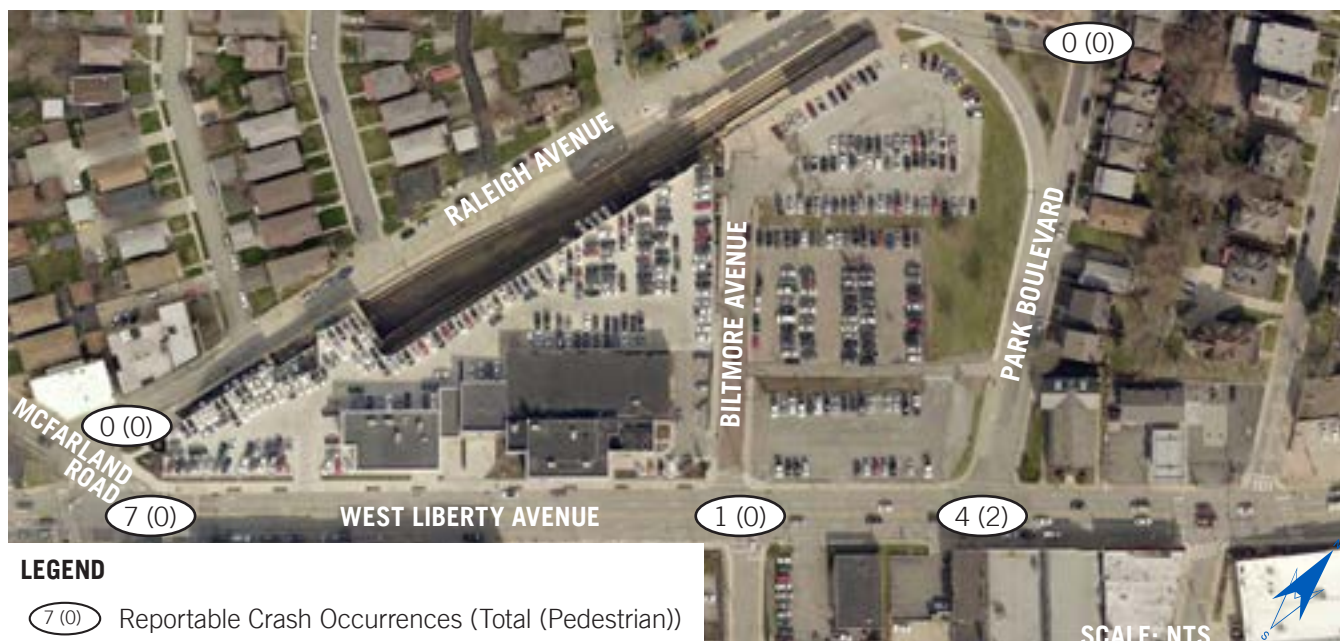 0 (0)
RALEIGH AVENUE
PARK BOULEVARD
BILTMORE AVENUE
0 (0)
MCFARLAND
ROAD
7 (0)
WEST LIBERTY AVENUE
1 (0)
4 (2)
LEGEND
7 (0) Reportable Crash Occurrences (Total (Pedestrian))
SCALE: NTS
S